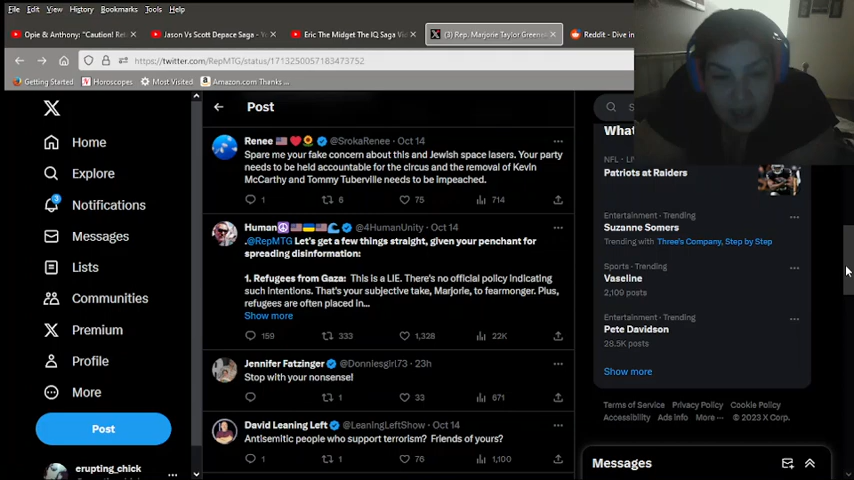 File Edit View History Bookmarks Tools Help
Opie & Anthony: "Caution! Re
Jason Vs Scott Depace Saga - Y
Eric The Midget The IQ Saga Vid
(3) Rep. Marjorie Taylor Greene
Reddit - Dive in
https://twitter.com/RepMTG/status/1713250057183473752
Getting Started Horoscopes Most Visited Amazon.com Thanks ...
Post
Home
Explore
3
Notifications
Messages
Lists
Communities
Premium
Profile
More
Post
erupting_chick
Renee @SrokaRenee · Oct 14
Spare me your fake concern about this and Jewish space lasers. Your party
needs to be held accountable for the circus and the removal of Kevin
McCarthy and Tommy Tuberville needs to be impeached.
1 6 75 714
Human @4HumanUnity · Oct 14
.@RepMTG Let's get a few things straight, given your penchant for
spreading disinformation:
1. Refugees from Gaza: This is a LIE. There's no official policy indicating
such intentions. That's your subjective take, Marjorie, to fearmonger. Plus,
refugees are often placed in...
Show more
159 333 1,328 22K
Jennifer Fatzinger @Donniesgirl73 · 23h
Stop with your nonsense!
1 33 671
David Leaning Left @LeaningLeftShow · Oct 14
Antisemitic people who support terrorism? Friends of yours?
1 1 76 1,100
S
What
NFL · LI
Patriots at Raiders
Entertainment · Trending
Suzanne Somers
Trending with Three's Company, Step by Step
Sports · Trending
Vaseline
2,109 posts
Entertainment · Trending
Pete Davidson
28.5K posts
Show more
Terms of Service Privacy Policy Cookie Policy
Accessibility Ads info More ··· © 2023 X Corp.
Messages